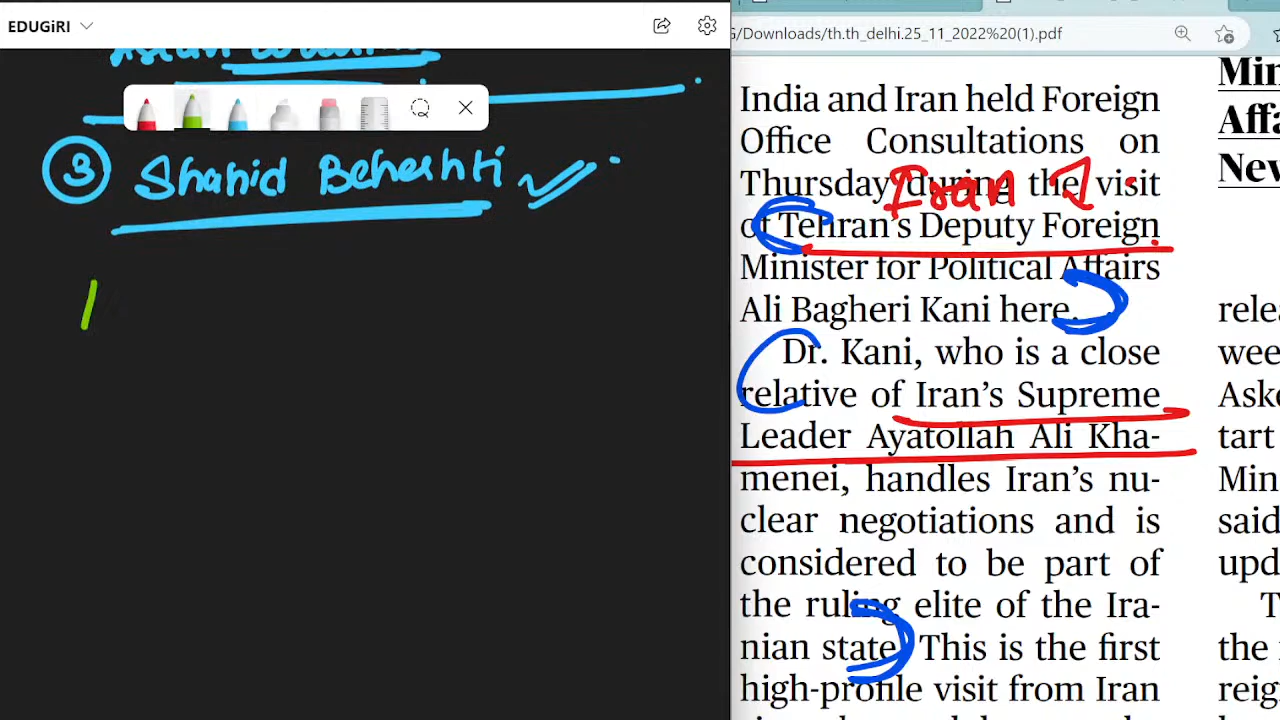 EDUGiRI
/Downloads/th.th_delhi.25_11_2022%20(1).pdf
Asian
3 Shahid Beheshti
India and Iran held Foreign
Office Consultations on
Thursday during the visit
Iran
of Tehran's Deputy Foreign
Minister for Political Affairs
Ali Bagheri Kani here.
Dr. Kani, who is a close
relative of Iran's Supreme
Leader Ayatollah Ali Kha-
menei, handles Iran's nu-
clear negotiations and is
considered to be part of
the ruling elite of the Ira-
nian state. This is the first
high-profile visit from Iran
Min
Affa
New
relea
week
Aske
tart
Min
said
upd
T
the
reig